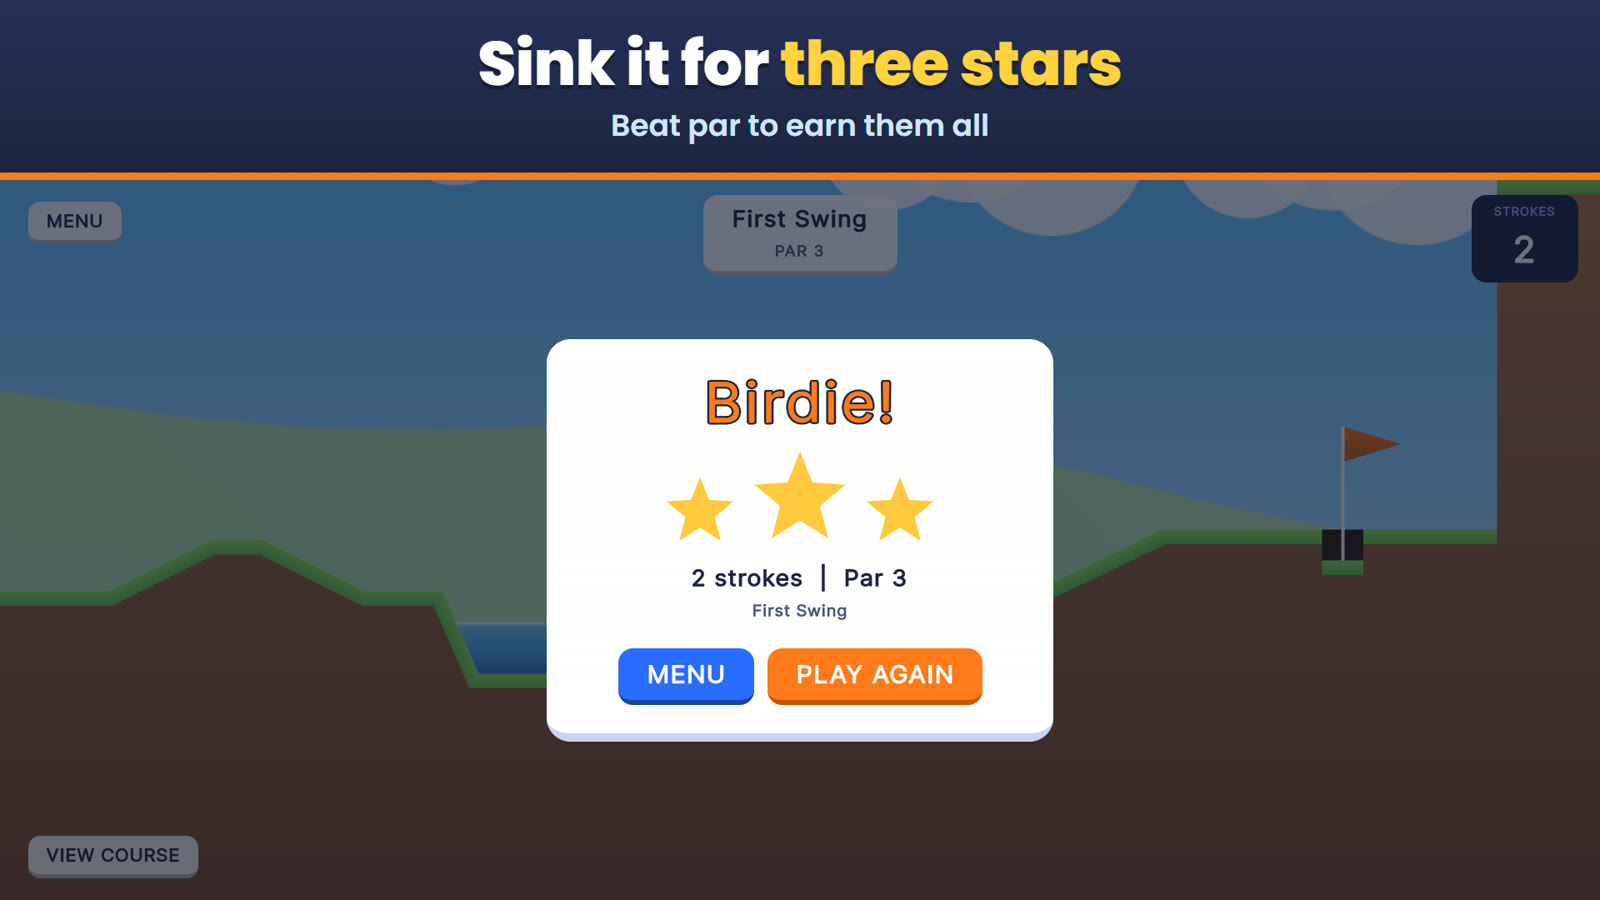 Sink it for three stars
Beat par to earn them all
MENU
First Swing
PAR 3
STROKES
2
Birdie!
2 strokes | Par 3
First Swing
MENU
PLAY AGAIN
VIEW COURSE